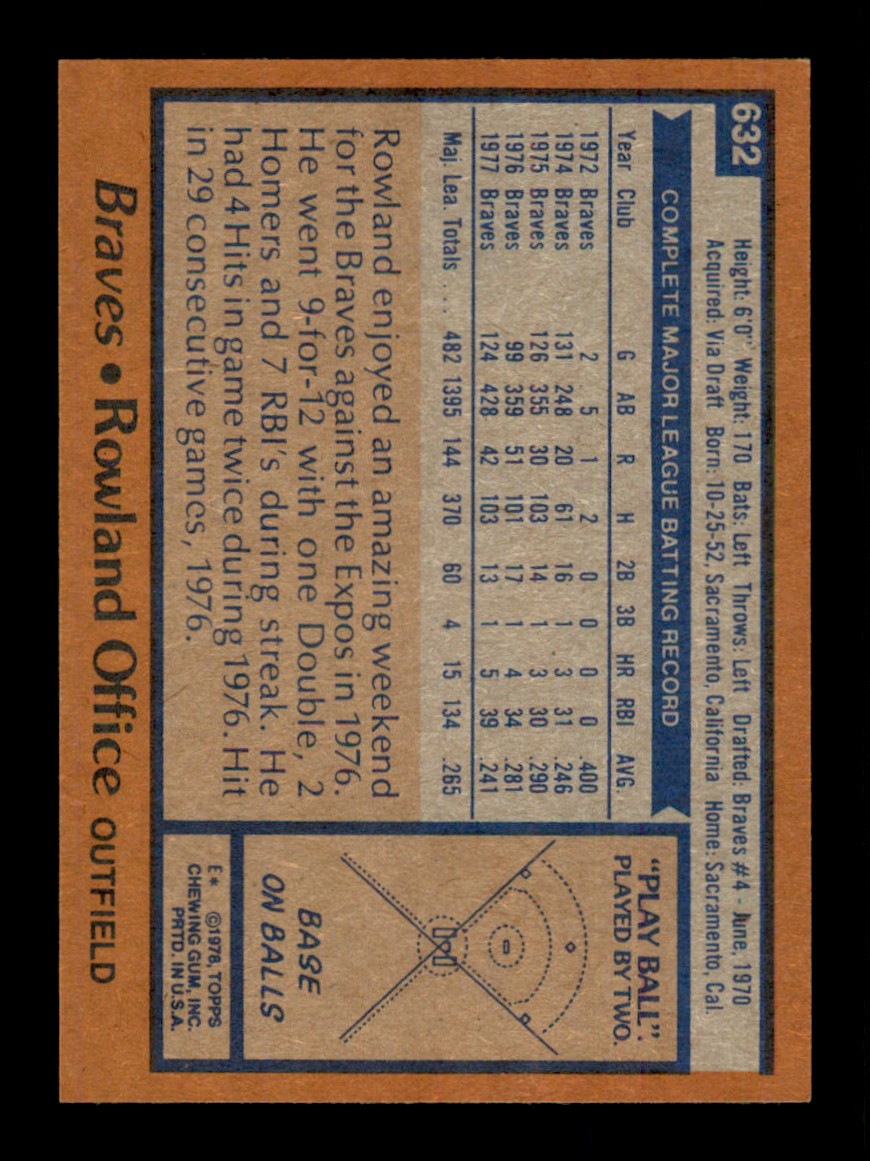 632
Height: 6'0" Weight: 170 Bats: Left Throws: Left Drafted: Braves #4 - June, 1970
Acquired: Via Draft Born: 10-25-52, Sacramento, California Home: Sacramento, Cal.
COMPLETE MAJOR LEAGUE BATTING RECORD
Year Club G AB R H 2B 3B HR RBI AVG.
1972 Braves 2 5 1 2 0 0 0 0 .400
1974 Braves 131 248 20 61 16 1 3 31 .246
1975 Braves 126 355 30 103 14 1 3 30 .290
1976 Braves 99 359 51 101 17 1 4 34 .281
1977 Braves 124 428 42 103 13 1 5 39 .241
Maj. Lea. Totals . . . 482 1395 144 370 60 4 15 134 .265
Rowland enjoyed an amazing weekend
for the Braves against the Expos in 1976.
He went 9-for-12 with one Double, 2
Homers and 7 RBI's during streak. He
had 4 Hits in game twice during 1976. Hit
in 29 consecutive games, 1976.
"PLAY BALL".
PLAYED BY TWO.
BASE
ON BALLS
E* ©1978, TOPPS
CHEWING GUM, INC.
PRTD. IN U.S.A.
Braves • Rowland Office OUTFIELD